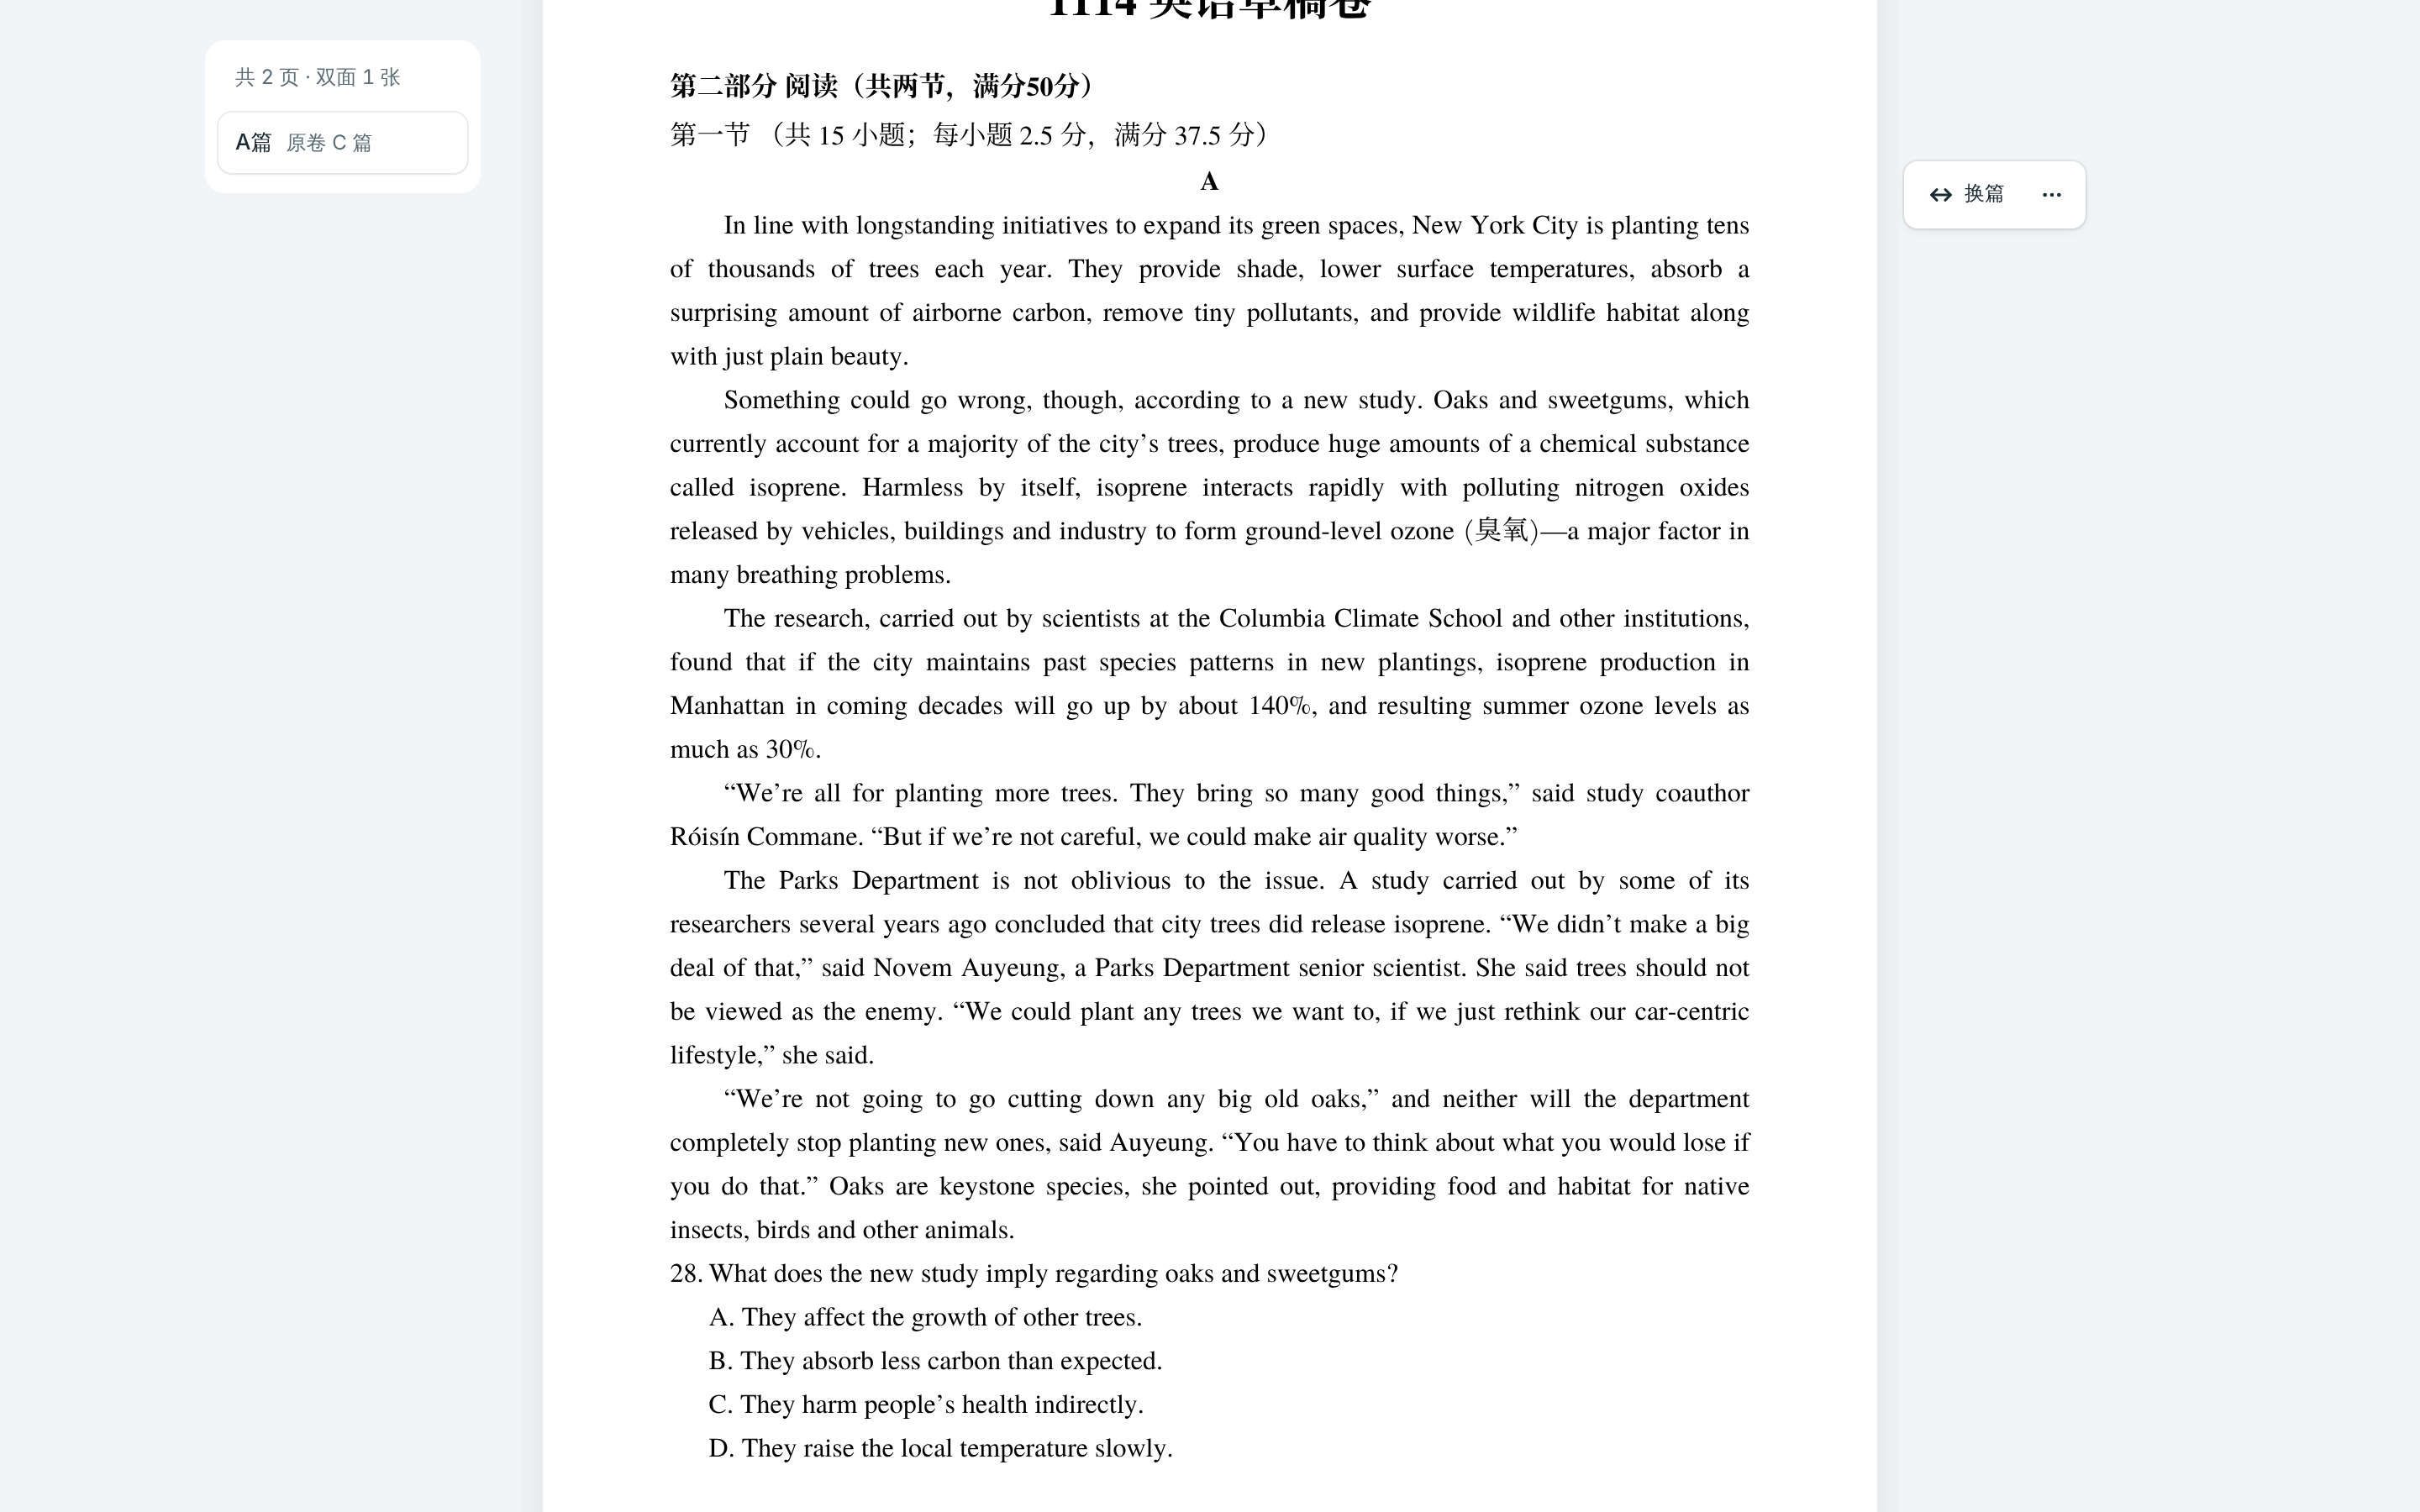 1114 英语草稿卷
共 2 页 · 双面 1 张
A篇 原卷 C 篇
换篇
第二部分 阅读（共两节，满分50分）
第一节 （共 15 小题；每小题 2.5 分，满分 37.5 分）
A
In line with longstanding initiatives to expand its green spaces, New York City is planting tens
of thousands of trees each year. They provide shade, lower surface temperatures, absorb a
surprising amount of airborne carbon, remove tiny pollutants, and provide wildlife habitat along
with just plain beauty.
Something could go wrong, though, according to a new study. Oaks and sweetgums, which
currently account for a majority of the city’s trees, produce huge amounts of a chemical substance
called isoprene. Harmless by itself, isoprene interacts rapidly with polluting nitrogen oxides
released by vehicles, buildings and industry to form ground-level ozone (臭氧)—a major factor in
many breathing problems.
The research, carried out by scientists at the Columbia Climate School and other institutions,
found that if the city maintains past species patterns in new plantings, isoprene production in
Manhattan in coming decades will go up by about 140%, and resulting summer ozone levels as
much as 30%.
“We’re all for planting more trees. They bring so many good things,” said study coauthor
Róisín Commane. “But if we’re not careful, we could make air quality worse.”
The Parks Department is not oblivious to the issue. A study carried out by some of its
researchers several years ago concluded that city trees did release isoprene. “We didn’t make a big
deal of that,” said Novem Auyeung, a Parks Department senior scientist. She said trees should not
be viewed as the enemy. “We could plant any trees we want to, if we just rethink our car-centric
lifestyle,” she said.
“We’re not going to go cutting down any big old oaks,” and neither will the department
completely stop planting new ones, said Auyeung. “You have to think about what you would lose if
you do that.” Oaks are keystone species, she pointed out, providing food and habitat for native
insects, birds and other animals.
28. What does the new study imply regarding oaks and sweetgums?
A. They affect the growth of other trees.
B. They absorb less carbon than expected.
C. They harm people’s health indirectly.
D. They raise the local temperature slowly.